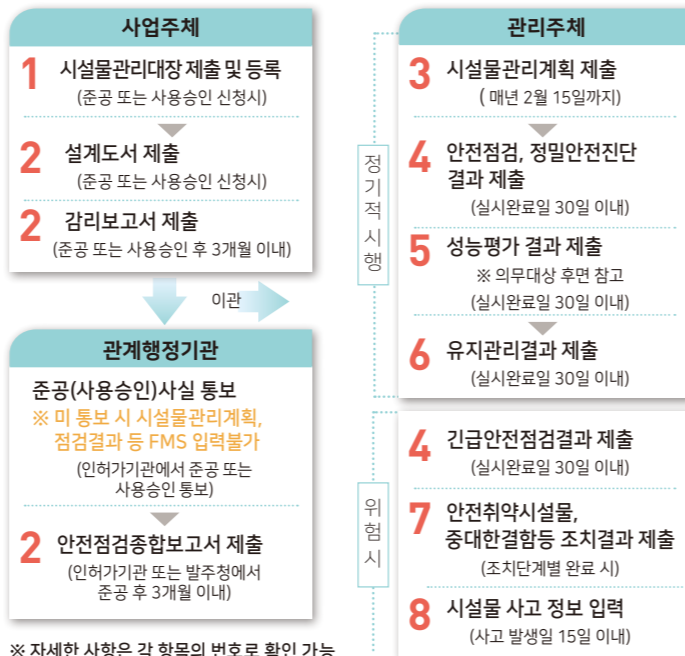 사업주체
1 시설물관리대장 제출 및 등록
(준공 또는 사용승인 신청시)
2 설계도서 제출
(준공 또는 사용승인 신청시)
2 감리보고서 제출
(준공 또는 사용승인 후 3개월 이내)
이관
관계행정기관
준공(사용승인)사실 통보
※ 미 통보 시 시설물관리계획,
점검결과 등 FMS 입력불가
(인허가기관에서 준공 또는
사용승인 통보)
2 안전점검종합보고서 제출
(인허가기관 또는 발주청에서
준공 후 3개월 이내)
※ 자세한 사항은 각 항목의 번호로 확인 가능
정기적시행
관리주체
3 시설물관리계획 제출
( 매년 2월 15일까지)
4 안전점검, 정밀안전진단
결과 제출
(실시완료일 30일 이내)
5 성능평가 결과 제출
※ 의무대상 후면 참고
(실시완료일 30일 이내)
6 유지관리결과 제출
(실시완료일 30일 이내)
위험시
4 긴급안전점검결과 제출
(실시완료일 30일 이내)
7 안전취약시설물,
중대한결함등 조치결과 제출
(조치단계별 완료 시)
8 시설물 사고 정보 입력
(사고 발생일 15일 이내)